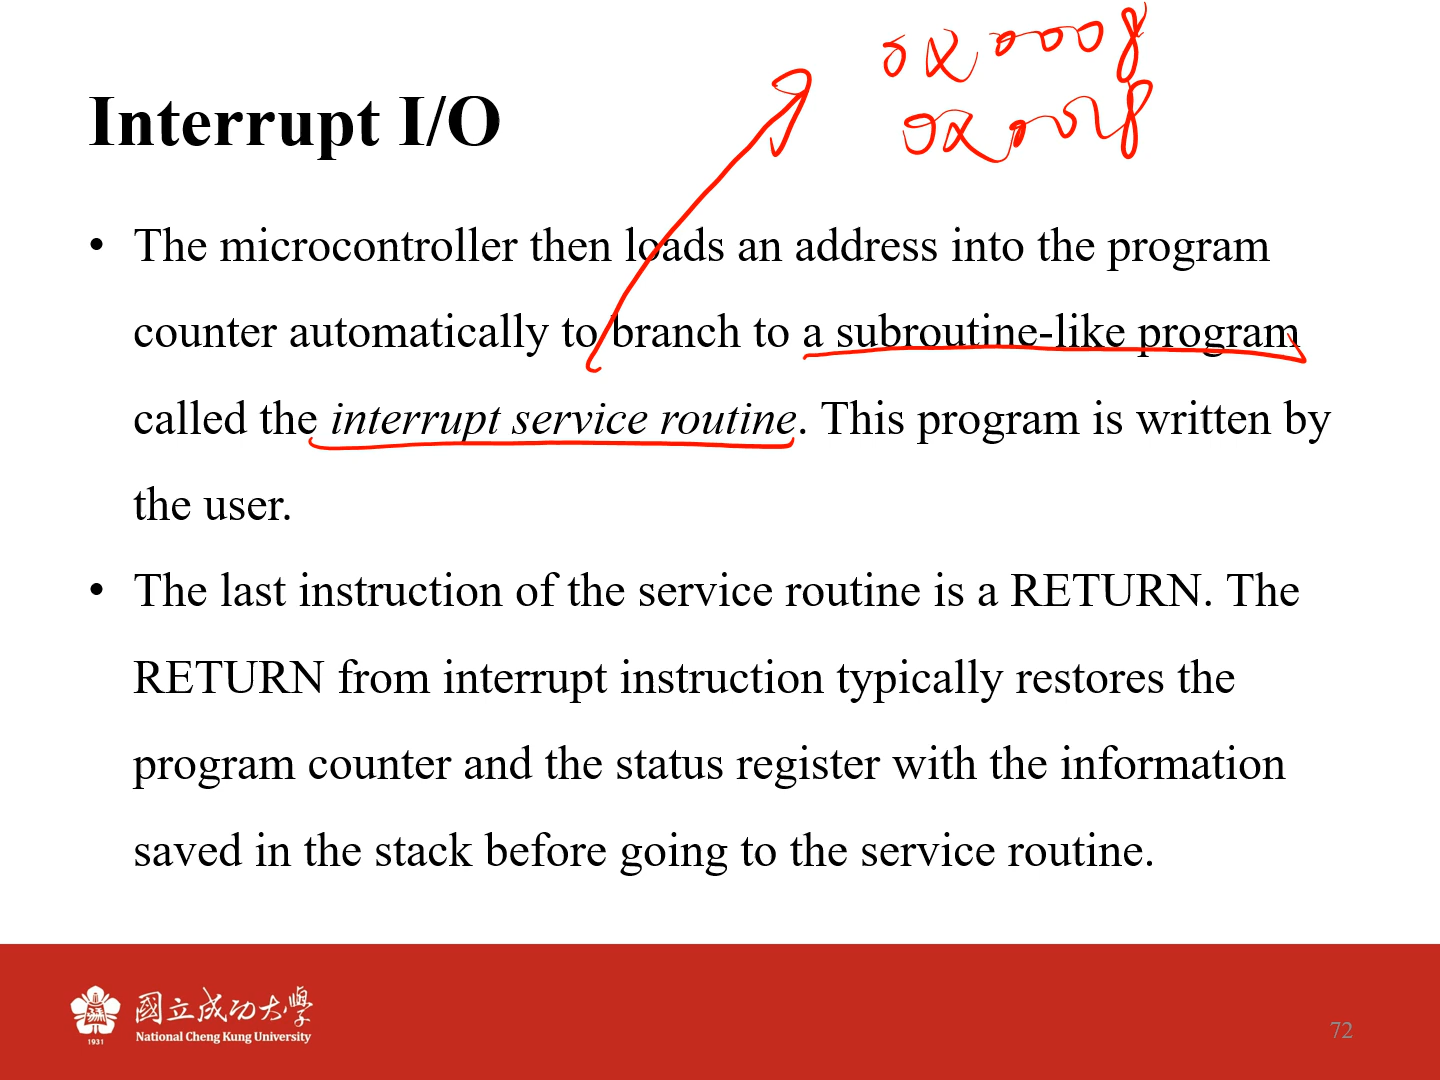 0x0008
0x0018
Interrupt I/O
• The microcontroller then loads an address into the program
counter automatically to branch to a subroutine-like program
called the interrupt service routine. This program is written by
the user.
• The last instruction of the service routine is a RETURN. The
RETURN from interrupt instruction typically restores the
program counter and the status register with the information
saved in the stack before going to the service routine.
國立成功大學
National Cheng Kung University
1931
72